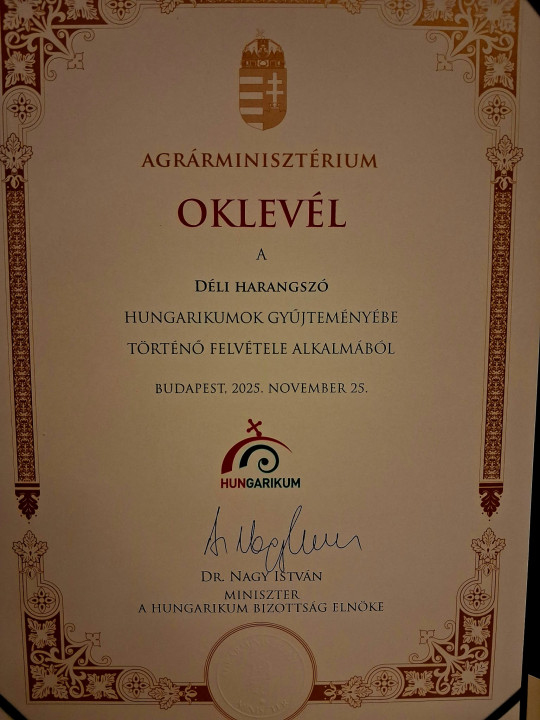 AGRÁRMINISZTÉRIUM
OKLEVÉL
A
DÉLI HARANGSZÓ
HUNGARIKUMOK GYŰJTEMÉNYÉBE
TÖRTÉNŐ FELVÉTELE ALKALMÁBÓL
BUDAPEST, 2025. NOVEMBER 25.
HUNGARIKUM
DR. NAGY ISTVÁN
MINISZTER
A HUNGARIKUM BIZOTTSÁG ELNÖKE